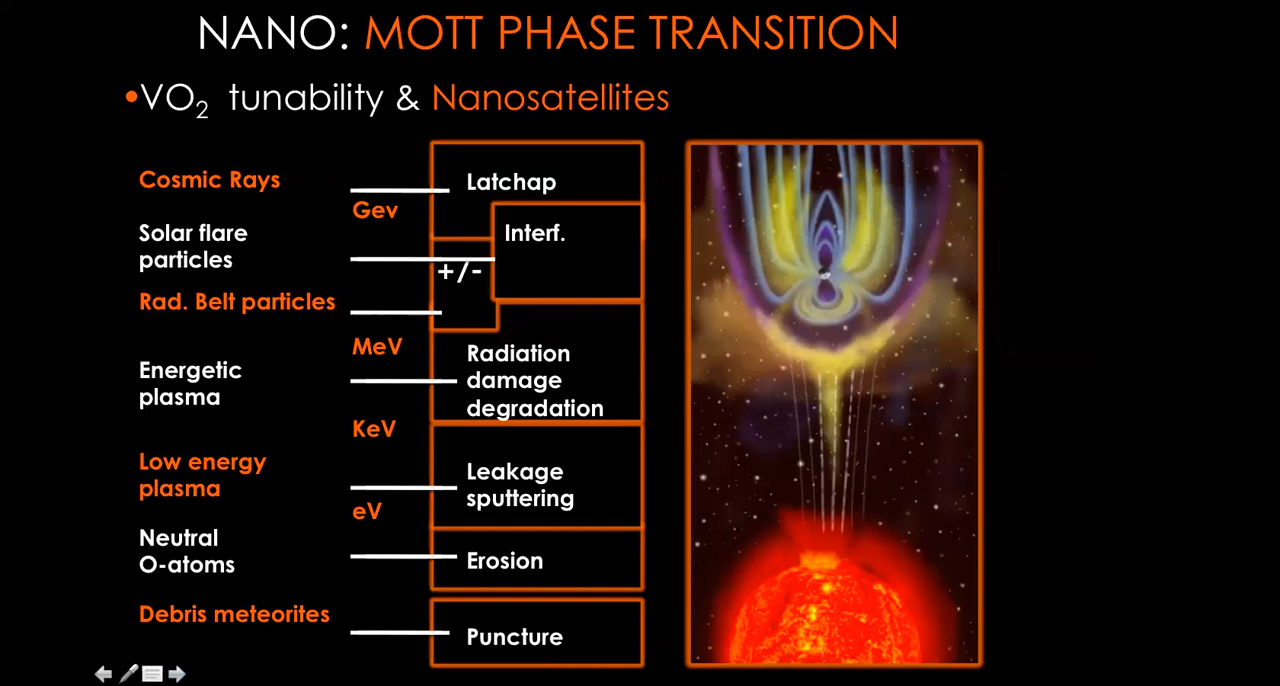 NANO: MOTT PHASE TRANSITION
•VO₂ tunability & Nanosatellites
Cosmic Rays
Latchap
Gev
Solar flare
particles
Interf.
+/-
Rad. Belt particles
MeV
Energetic
plasma
Radiation
damage
degradation
KeV
Low energy
plasma
Leakage
sputtering
eV
Neutral
O-atoms
Erosion
Debris meteorites
Puncture